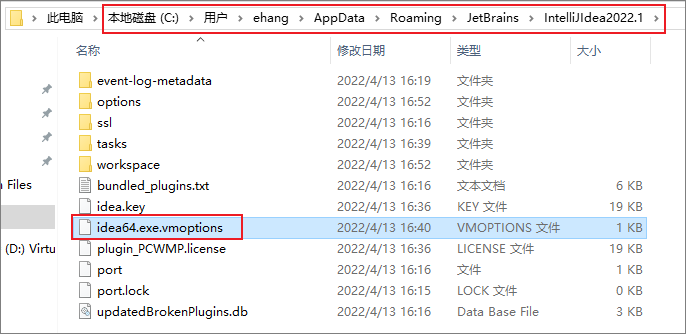 此电脑 › 本地磁盘 (C:) › 用户 › ehang › AppData › Roaming › JetBrains › IntelliJIdea2022.1 ›
名称 修改日期 类型 大小
event-log-metadata 2022/4/13 16:19 文件夹
options 2022/4/13 16:52 文件夹
ssl 2022/4/13 16:16 文件夹
tasks 2022/4/13 16:39 文件夹
workspace 2022/4/13 16:52 文件夹
Files bundled_plugins.txt 2022/4/13 16:16 文本文档 6 KB
idea.key 2022/4/13 16:36 KEY 文件 19 KB
idea64.exe.vmoptions 2022/4/13 16:40 VMOPTIONS 文件 1 KB
(D:) Virtu plugin_PCWMP.license 2022/4/13 16:36 LICENSE 文件 19 KB
port 2022/4/13 16:16 文件 1 KB
port.lock 2022/4/13 16:15 LOCK 文件 0 KB
updatedBrokenPlugins.db 2022/4/13 16:16 Data Base File 3 KB